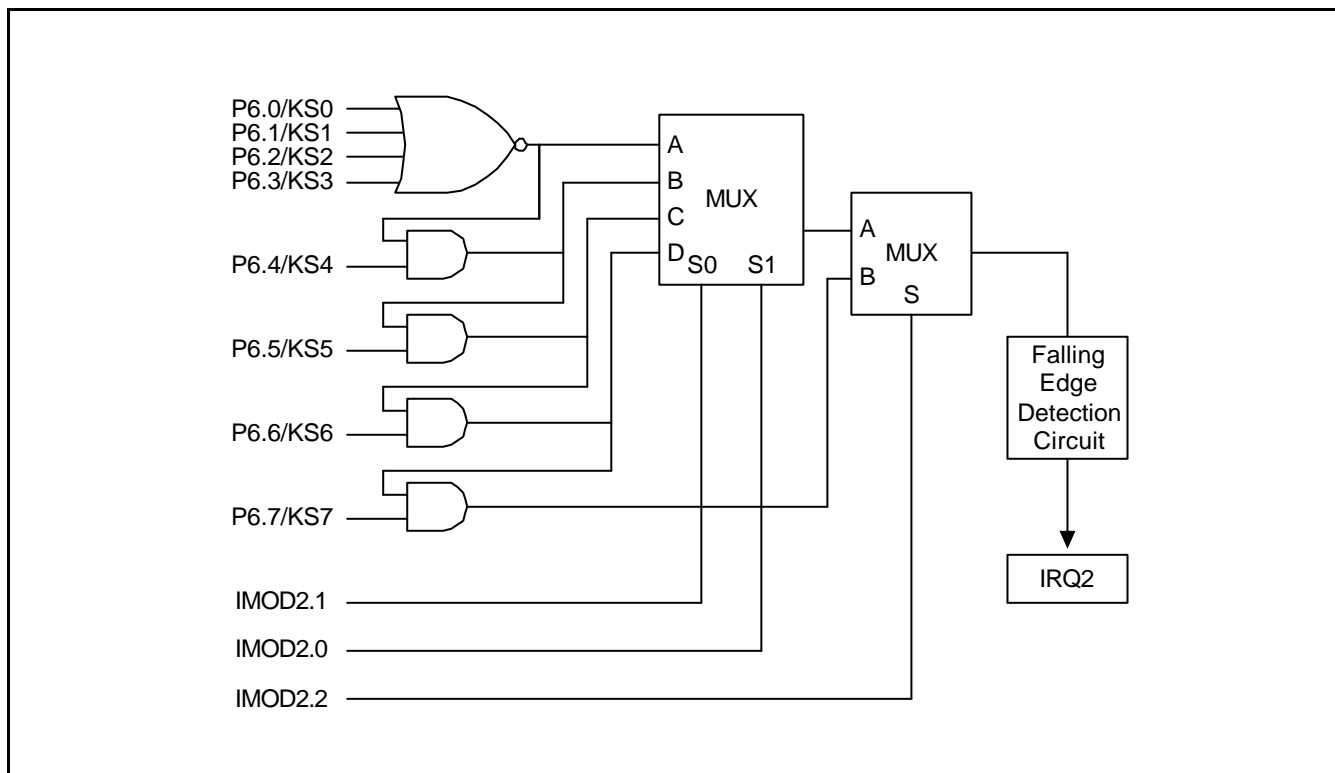 P6.0/KS0
P6.1/KS1
P6.2/KS2
P6.3/KS3
P6.4/KS4
P6.5/KS5
P6.6/KS6
P6.7/KS7
IMOD2.1
IMOD2.0
IMOD2.2
A
B
C
D
MUX
S0 S1
A
B
MUX
S
Falling
Edge
Detection
Circuit
IRQ2